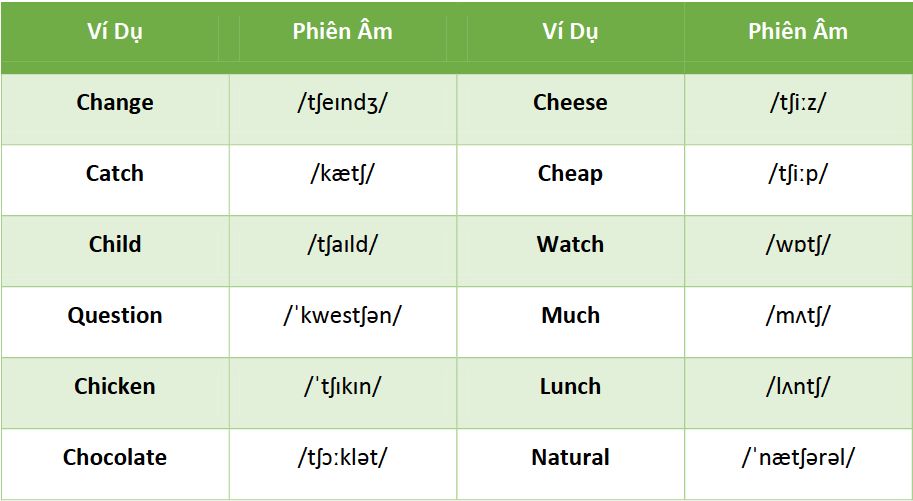 Ví Dụ Phiên Âm Ví Dụ Phiên Âm
Change /tʃeɪndʒ/ Cheese /tʃiːz/
Catch /kætʃ/ Cheap /tʃiːp/
Child /tʃaɪld/ Watch /wɒtʃ/
Question /ˈkwestʃən/ Much /mʌtʃ/
Chicken /ˈtʃɪkɪn/ Lunch /lʌntʃ/
Chocolate /tʃɔːklət/ Natural /ˈnætʃərəl/